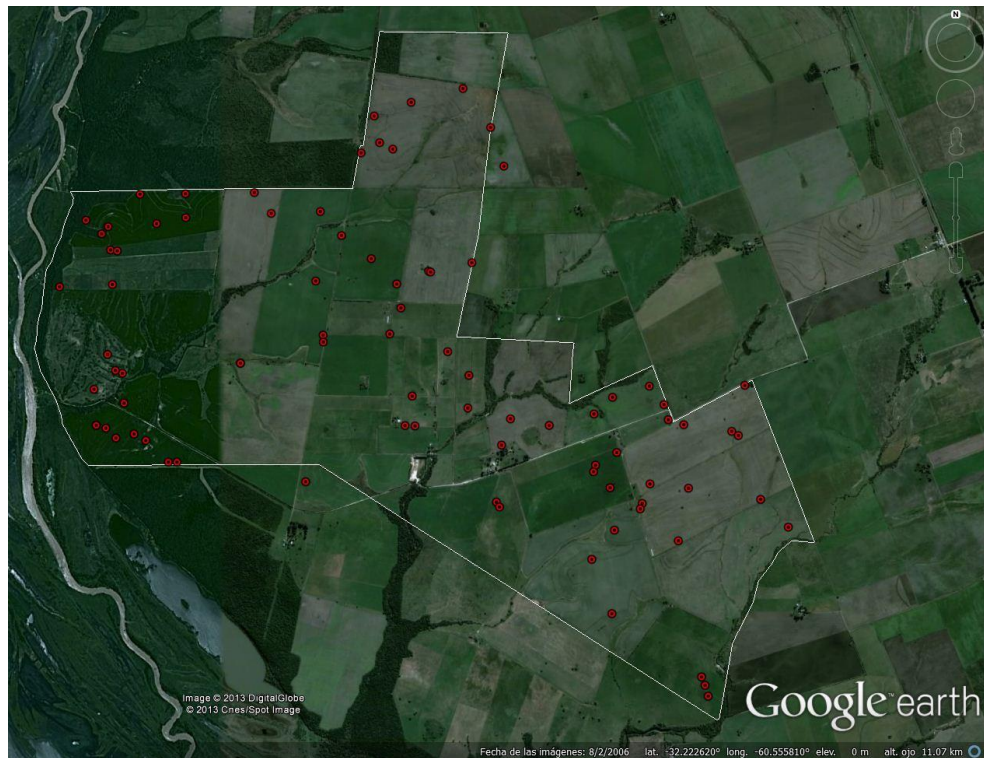 N
Image © 2013 DigitalGlobe
© 2013 Cnes/Spot Image
Google™ earth
Fecha de las imágenes: 8/2/2006 lat. -32.222620° long. -60.555810° elev. 0 m alt. ojo 11.07 km